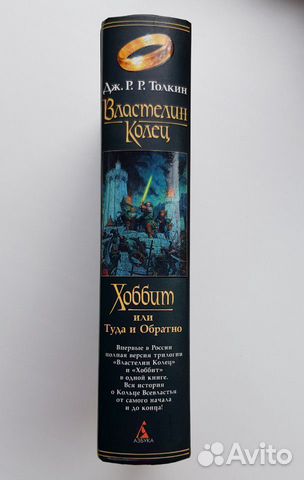 Дж. Р. Р. Толкин
Властелин
Колец
Хоббит
или
Туда и Обратно
Впервые в России
полная версия трилогии
«Властелин Колец»
и «Хоббит»
в одной книге.
Вся история
о Кольце Всевластья
от самого начала
и до конца!
АЗБУКА
Avito